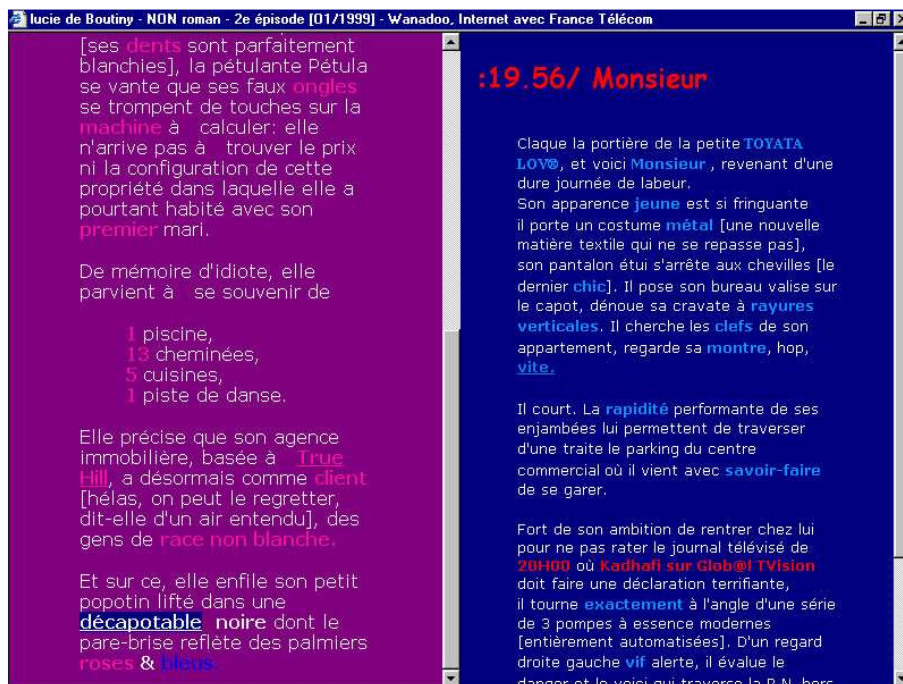 lucie de Boutiny - NON roman - 2e épisode [01/1999] - Wanadoo, Internet avec France Télécom
[ses dents sont parfaitement
blanchies], la pétulante Pétula
se vante que ses faux ongles
se trompent de touches sur la
machine à calculer: elle
n'arrive pas à trouver le prix
ni la configuration de cette
propriété dans laquelle elle a
pourtant habité avec son
premier mari.
De mémoire d'idiote, elle
parvient à se souvenir de
1 piscine,
13 cheminées,
5 cuisines,
1 piste de danse.
Elle précise que son agence
immobilière, basée à True
Hill, a désormais comme client
[hélas, on peut le regretter,
dit-elle d'un air entendu], des
gens de race non blanche.
Et sur ce, elle enfile son petit
popotin lifté dans une
décapotable noire dont le
pare-brise reflète des palmiers
roses & bleus.
:19.56/ Monsieur
Claque la portière de la petite TOYATA
LOV®, et voici Monsieur , revenant d'une
dure journée de labeur.
Son apparence jeune est si fringuante
il porte un costume métal [une nouvelle
matière textile qui ne se repasse pas],
son pantalon étui s'arrête aux chevilles [le
dernier chic]. Il pose son bureau valise sur
le capot, dénoue sa cravate à rayures
verticales. Il cherche les clefs de son
appartement, regarde sa montre, hop,
vite.
Il court. La rapidité performante de ses
enjambées lui permettent de traverser
d'une traite le parking du centre
commercial où il vient avec savoir-faire
de se garer.
Fort de son ambition de rentrer chez lui
pour ne pas rater le journal télévisé de
20H00 où Kadhafi sur Glob@l TVision
doit faire une déclaration terrifiante,
il tourne exactement à l'angle d'une série
de 3 pompes à essence modernes
[entièrement automatisées]. D'un regard
droite gauche vif alerte, il évalue le
danger et le voici qui traverse la R.N. hors